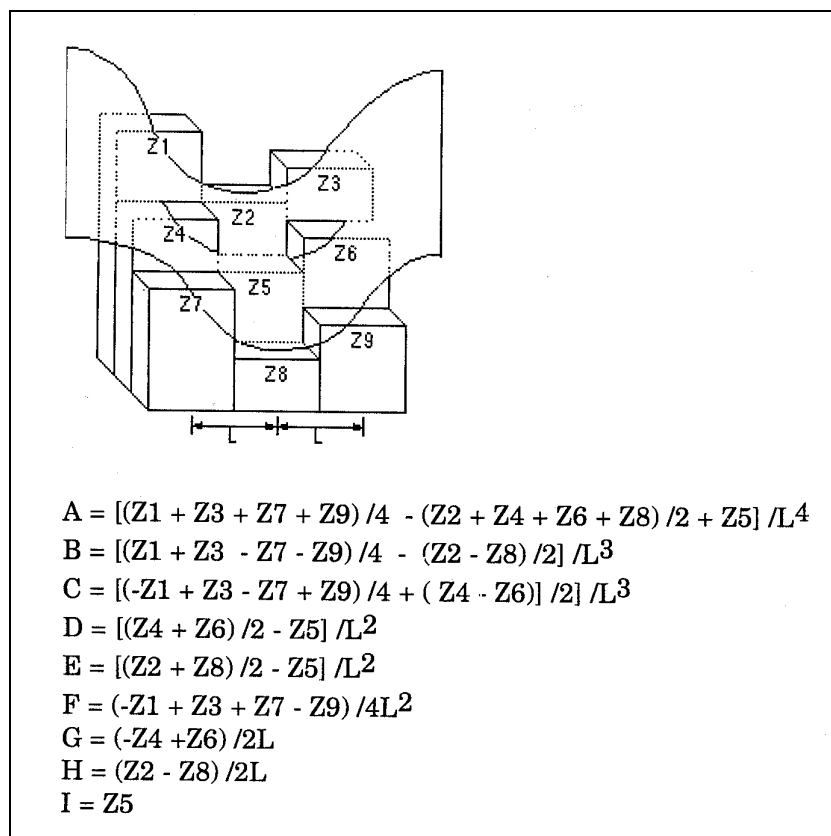 Z1
Z3
Z2
Z4
Z6
Z5
Z7
Z9
Z8
L L
A = [(Z1 + Z3 + Z7 + Z9) /4 - (Z2 + Z4 + Z6 + Z8) /2 + Z5] /L⁴
B = [(Z1 + Z3 - Z7 - Z9) /4 - (Z2 - Z8) /2] /L³
C = [(-Z1 + Z3 - Z7 + Z9) /4 + ( Z4 - Z6)] /2] /L³
D = [(Z4 + Z6) /2 - Z5] /L²
E = [(Z2 + Z8) /2 - Z5] /L²
F = (-Z1 + Z3 + Z7 - Z9) /4L²
G = (-Z4 +Z6) /2L
H = (Z2 - Z8) /2L
I = Z5